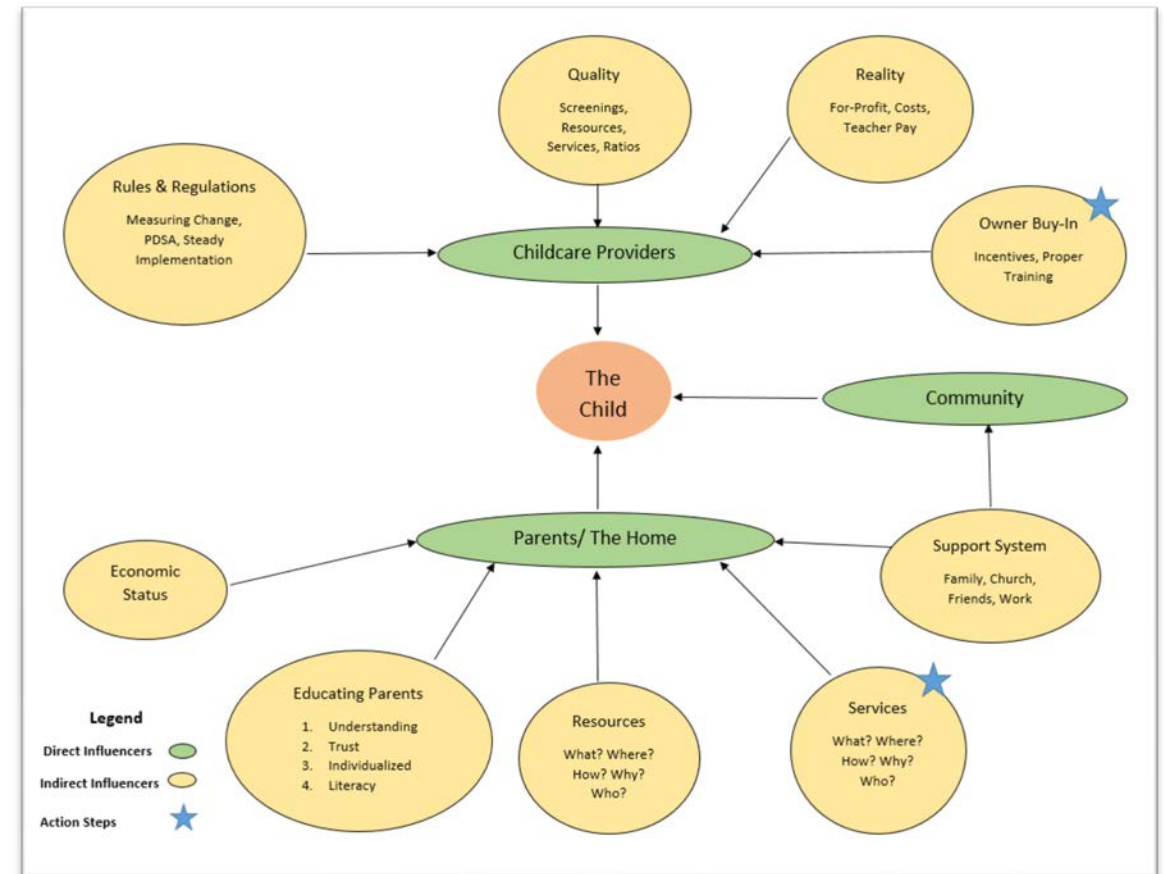 Quality
Screenings,
Resources,
Services, Ratios
Reality
For-Profit, Costs,
Teacher Pay
Rules & Regulations
Measuring Change,
PDSA, Steady
Implementation
Owner Buy-In
Incentives, Proper
Training
Childcare Providers
The
Child
Community
Parents/ The Home
Support System
Family, Church,
Friends, Work
Economic
Status
Educating Parents
1. Understanding
2. Trust
3. Individualized
4. Literacy
Resources
What? Where?
How? Why?
Who?
Services
What? Where?
How? Why?
Who?
Legend
Direct Influencers
Indirect Influencers
Action Steps